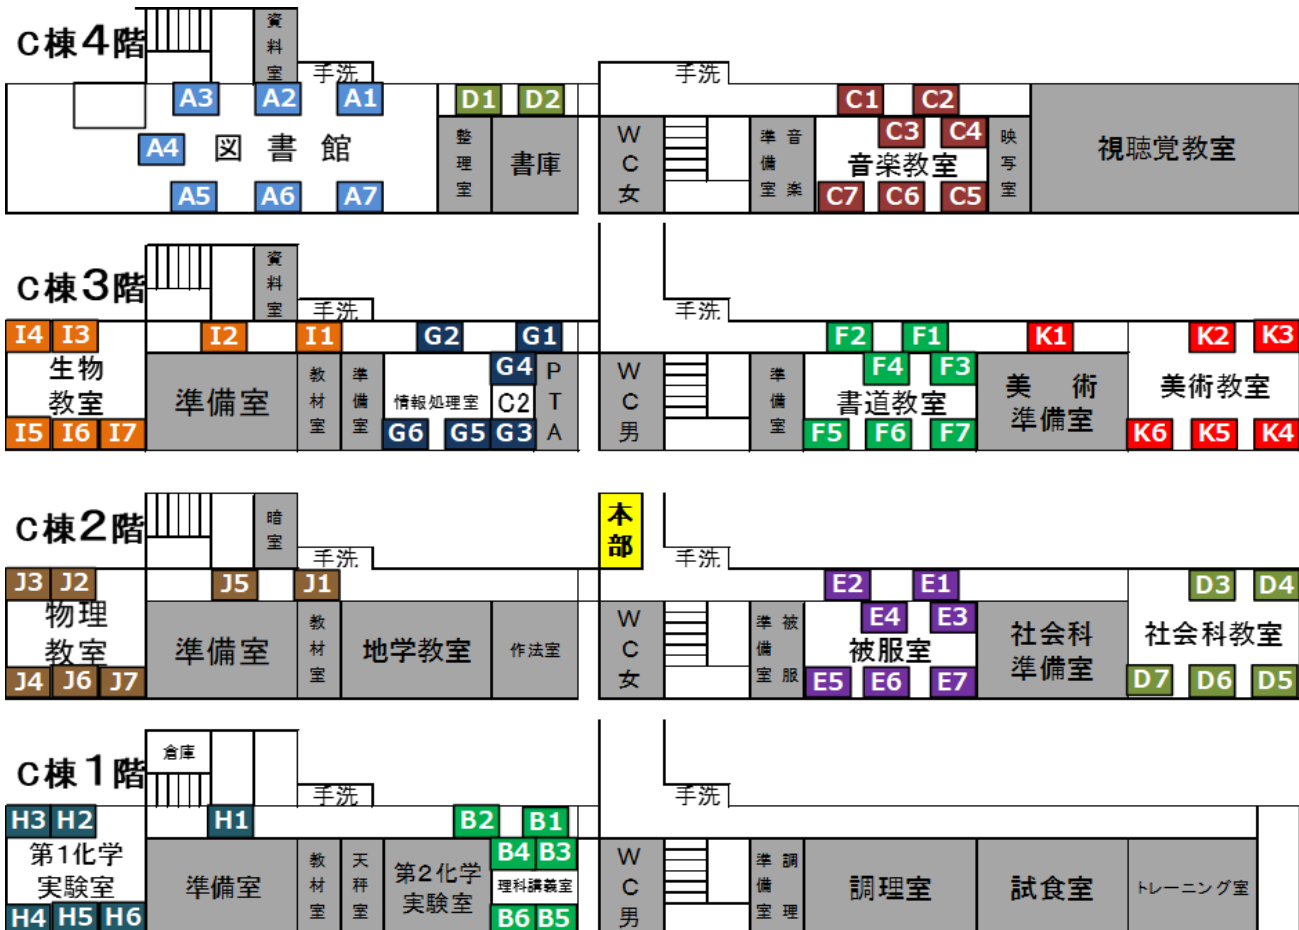 C棟4階
資料室
手洗
手洗
A3 A2 A1
D1 D2
C1 C2
A4
図書館
整理室
書庫
WC女
準備室 音楽
C3 C4
音楽教室
映写室
視聴覚教室
A5 A6 A7
C7 C6 C5
C棟3階
資料室
手洗
手洗
I4 I3
I2
I1
G2
G1
F2 F1
K1
K2 K3
生物
教室
準備室
教材室
準備室
情報処理室
G4
C2
PTA
WC男
準備室
F4 F3
書道教室
美術
準備室
美術教室
I5 I6 I7
G6 G5 G3
F5 F6 F7
K6 K5 K4
C棟2階
暗室
本部
手洗
手洗
J3 J2
J5
J1
E2 E1
D3 D4
物理
教室
準備室
教材室
地学教室
作法室
WC女
準備室 被服
E4 E3
被服室
社会科
準備室
社会科教室
J4 J6 J7
E5 E6 E7
D7 D6 D5
C棟1階
倉庫
手洗
手洗
H3 H2
H1
B2 B1
第1化学
実験室
準備室
教材室
天秤室
第2化学
実験室
B4 B3
理科講義室
WC男
準備室 調理
調理室
試食室
トレーニング室
H4 H5 H6
B6 B5